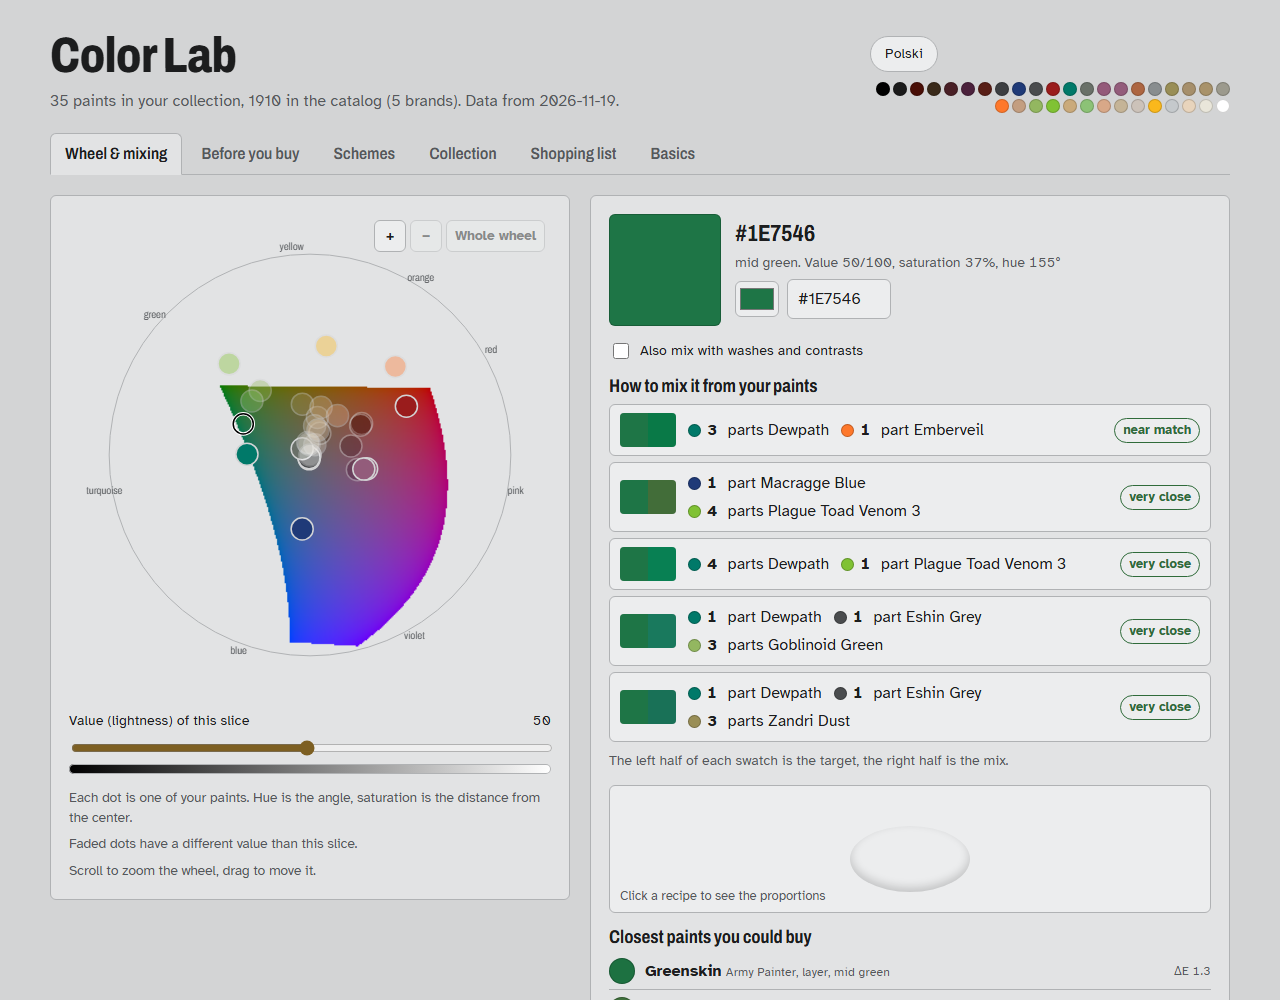 Color Lab
Polski
35 paints in your collection, 1910 in the catalog (5 brands). Data from 2026-11-19.
Wheel & mixing
Before you buy
Schemes
Collection
Shopping list
Basics
+
−
Whole wheel
yellow
orange
green
red
turquoise
pink
violet
blue
Value (lightness) of this slice
50
Each dot is one of your paints. Hue is the angle, saturation is the distance from
the center.
Faded dots have a different value than this slice.
Scroll to zoom the wheel, drag to move it.
#1E7546
mid green. Value 50/100, saturation 37%, hue 155°
#1E7546
Also mix with washes and contrasts
How to mix it from your paints
3 parts Dewpath 1 part Emberveil
near match
1 part Macragge Blue
4 parts Plague Toad Venom 3
very close
4 parts Dewpath 1 part Plague Toad Venom 3
very close
1 part Dewpath 1 part Eshin Grey
3 parts Goblinoid Green
very close
1 part Dewpath 1 part Eshin Grey
3 parts Zandri Dust
very close
The left half of each swatch is the target, the right half is the mix.
Click a recipe to see the proportions
Closest paints you could buy
Greenskin Army Painter, layer, mid green
ΔE 1.3